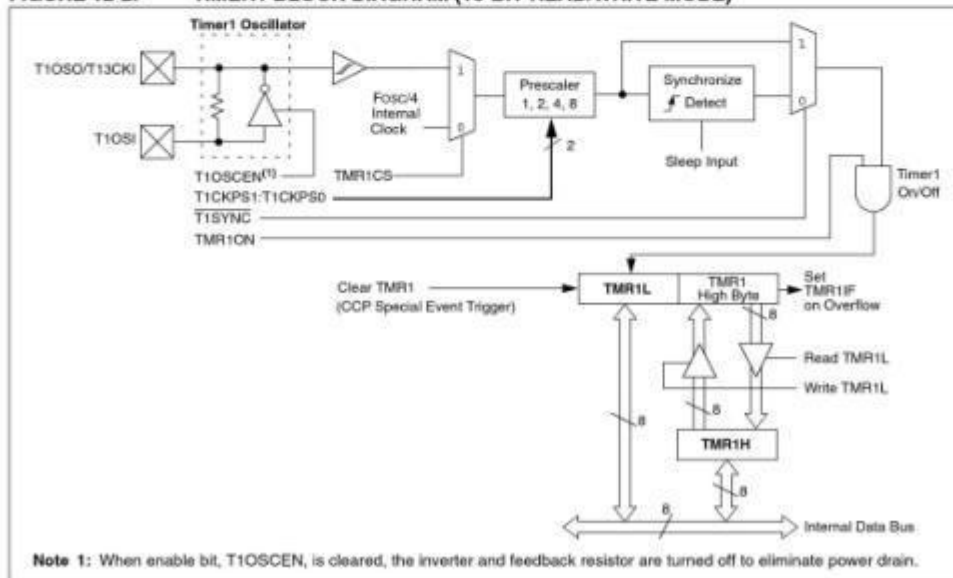 Timer1 Oscillator
T1OSO/T13CKI
T1OSI
1
FOSC/4
Internal
Clock
0
Prescaler
1, 2, 4, 8
2
Synchronize
Detect
1
0
Sleep Input
T1OSCEN(1)
TMR1CS
T1CKPS1:T1CKPS0
T1SYNC
TMR1ON
Timer1
On/Off
Clear TMR1
(CCP Special Event Trigger)
TMR1L
TMR1
High Byte
Set
TMR1IF
on Overflow
8
Read TMR1L
Write TMR1L
8
8
TMR1H
8
8
Internal Data Bus
Note 1: When enable bit, T1OSCEN, is cleared, the inverter and feedback resistor are turned off to eliminate power drain.